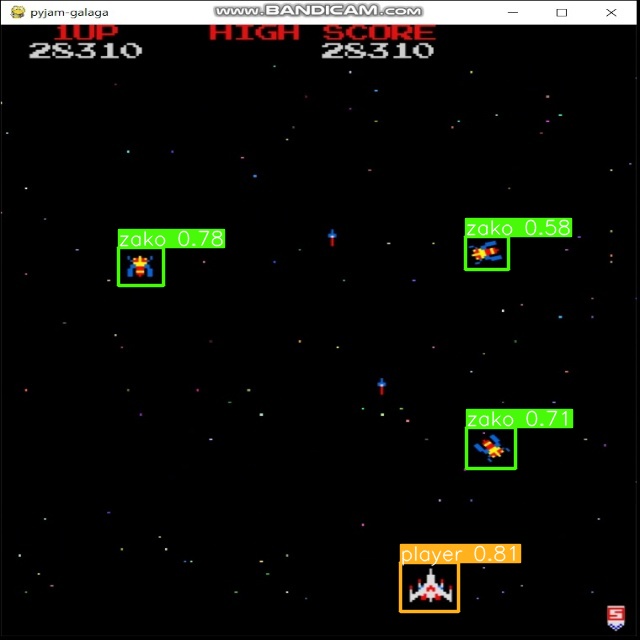 pyjam-galaga
www.BANDICAM.com
1UP HIGH SCORE
28310 28310
zako 0.78
zako 0.58
zako 0.71
player 0.81
5